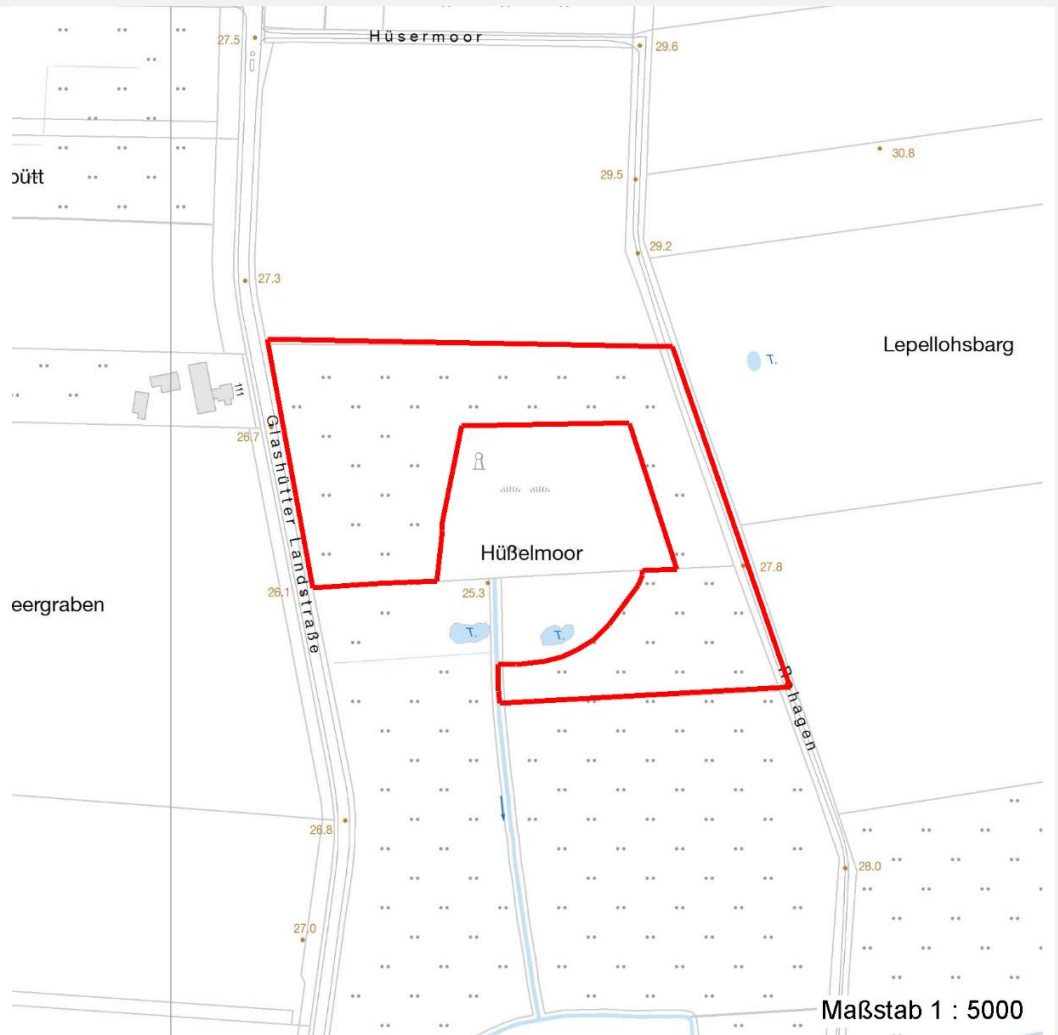 27.5
Hüsermoor
29.6
30.8
29.5
bütt
29.2
27.3
Lepellohsbarg
T.
111
26.7
Glashütter Landstraße
Hüßelmoor
27.8
25.3
26.1
eergraben
T.
T.
hagen
26.8
28.0
27.0
Maßstab 1 : 5000